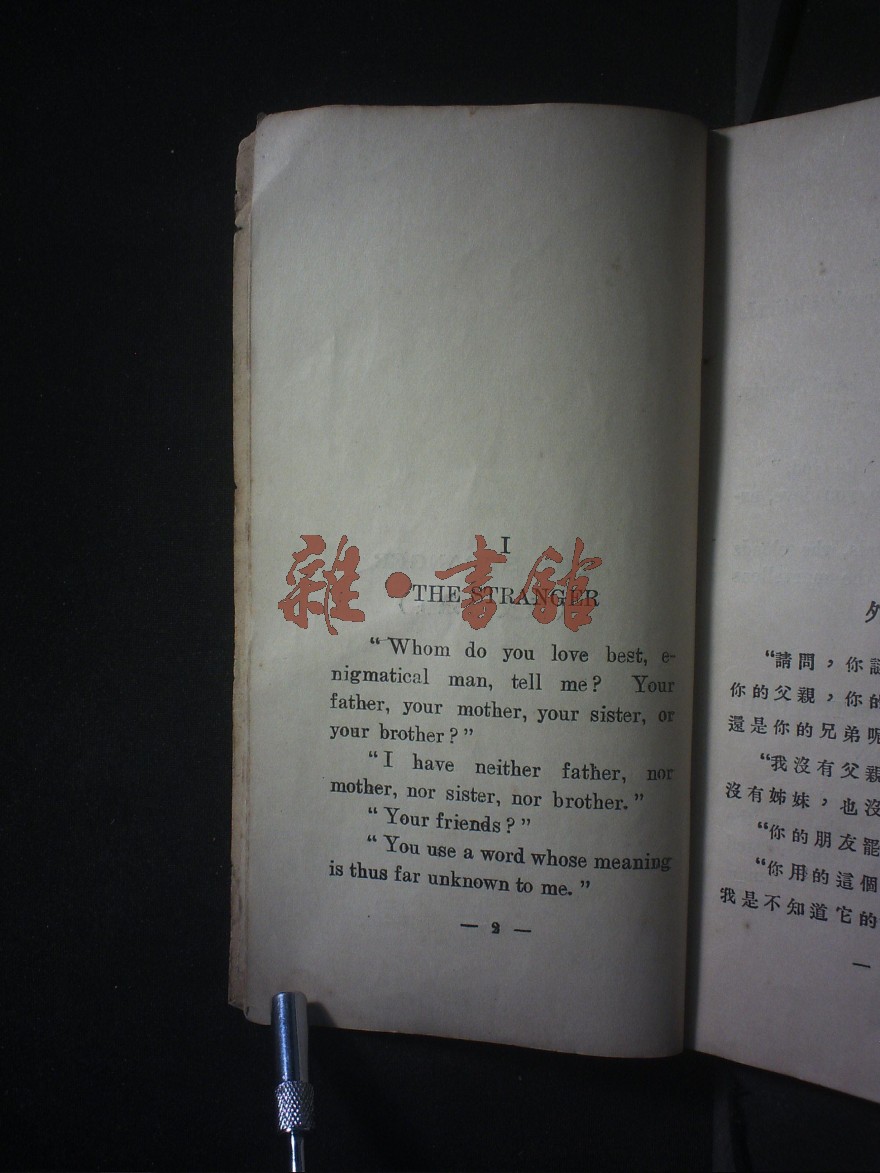 I
THE STRANGER
雜·書館
“Whom do you love best, e-
nigmatical man, tell me? Your
father, your mother, your sister, or
your brother?”
“I have neither father, nor
mother, nor sister, nor brother.”
“Your friends?”
“You use a word whose meaning
is thus far unknown to me.”
— 2 —
外
“請問，你
你的父親，你的
還是你的兄弟呢
“我沒有父親
沒有姊妹，也沒
“你的朋友罷
“你用的這個
我是不知道它的
—